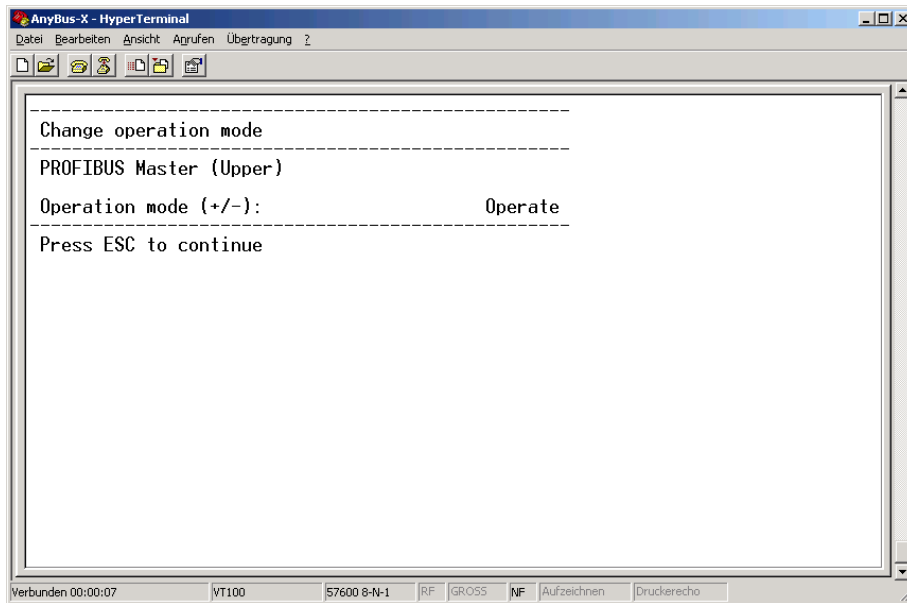 AnyBus-X - HyperTerminal
Datei Bearbeiten Ansicht Anrufen Übertragung ?
Change operation mode
PROFIBUS Master (Upper)
Operation mode (+/-): Operate
Press ESC to continue
Verbunden 00:00:07 VT100 57600 8-N-1 RF GROSS NF Aufzeichnen Druckerecho